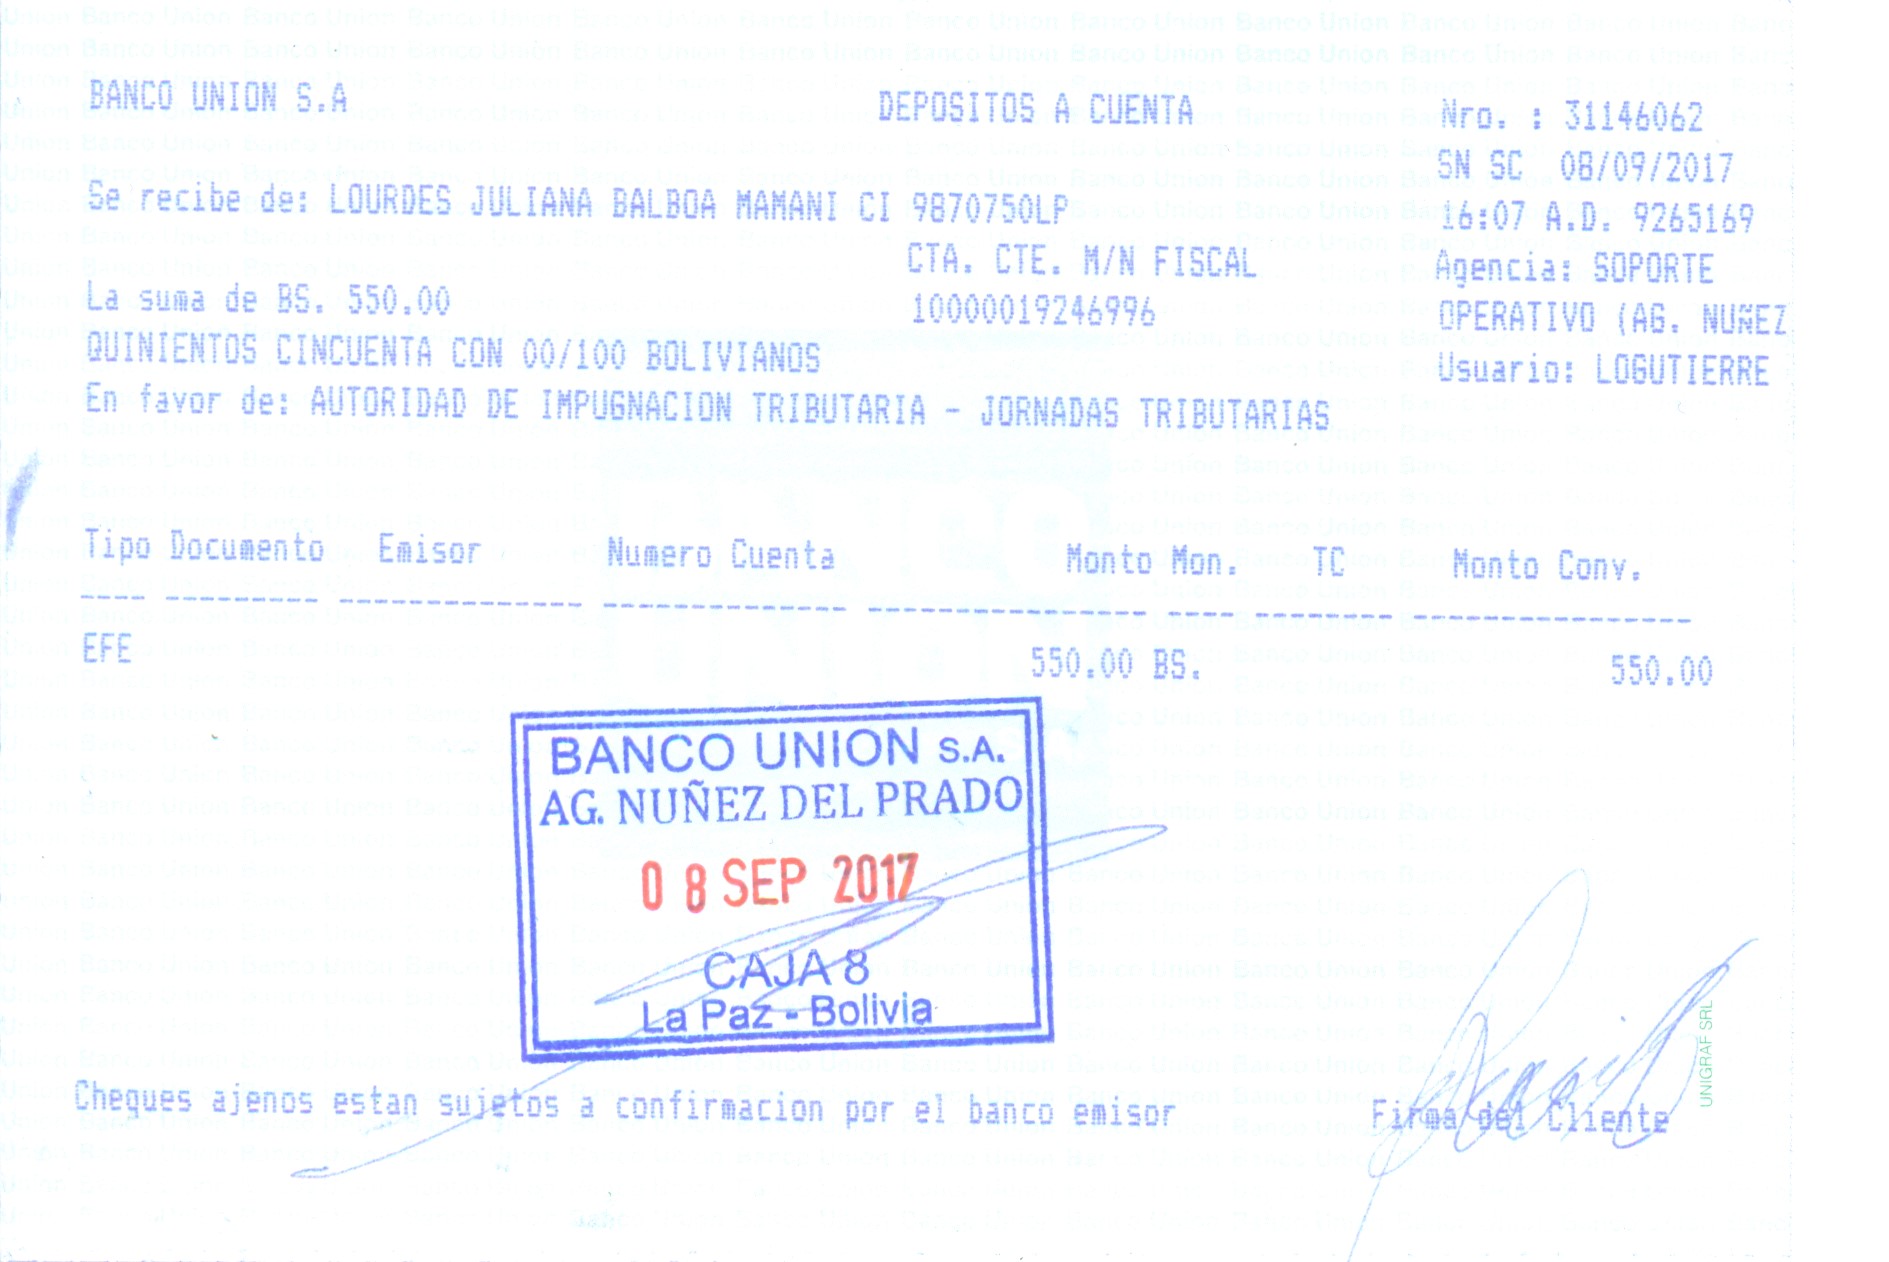 BANCO UNION S.A
DEPOSITOS A CUENTA
Nro. : 31146062
SN SC 08/09/2017
Se recibe de: LOURDES JULIANA BALBOA MAMANI CI 9870750LP
16:07 A.D. 9265169
CTA. CTE. M/N FISCAL
Agencia: SOPORTE
La suma de BS. 550.00
10000019246996
OPERATIVO (AG. NUÑEZ
QUINIENTOS CINCUENTA CON 00/100 BOLIVIANOS
Usuario: LOGUTIERRE
En favor de: AUTORIDAD DE IMPUGNACION TRIBUTARIA - JORNADAS TRIBUTARIAS
Tipo Documento Emisor Numero Cuenta Monto Mon. TC Monto Conv.
EFE 550.00 BS. 550.00
BANCO UNION S.A.
AG. NUÑEZ DEL PRADO
08 SEP 2017
CAJA 8
La Paz - Bolivia
Cheques ajenos estan sujetos a confirmacion por el banco emisor
Firma del Cliente
UNIGRAF SRL